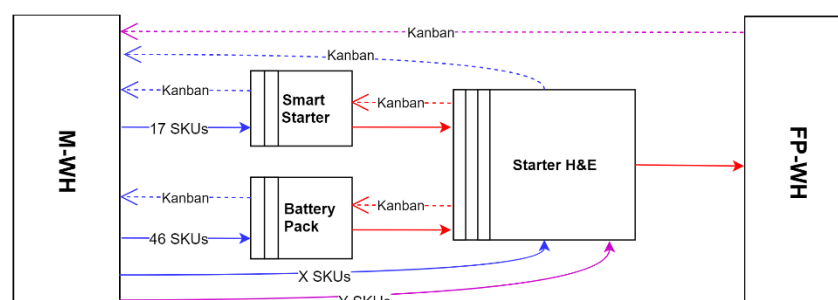 Kanban
Kanban
M-WH
FP-WH
Kanban
Smart
Starter
Kanban
17 SKUs
Starter H&E
Kanban
Battery
Pack
Kanban
46 SKUs
X SKUs
Y SKUs